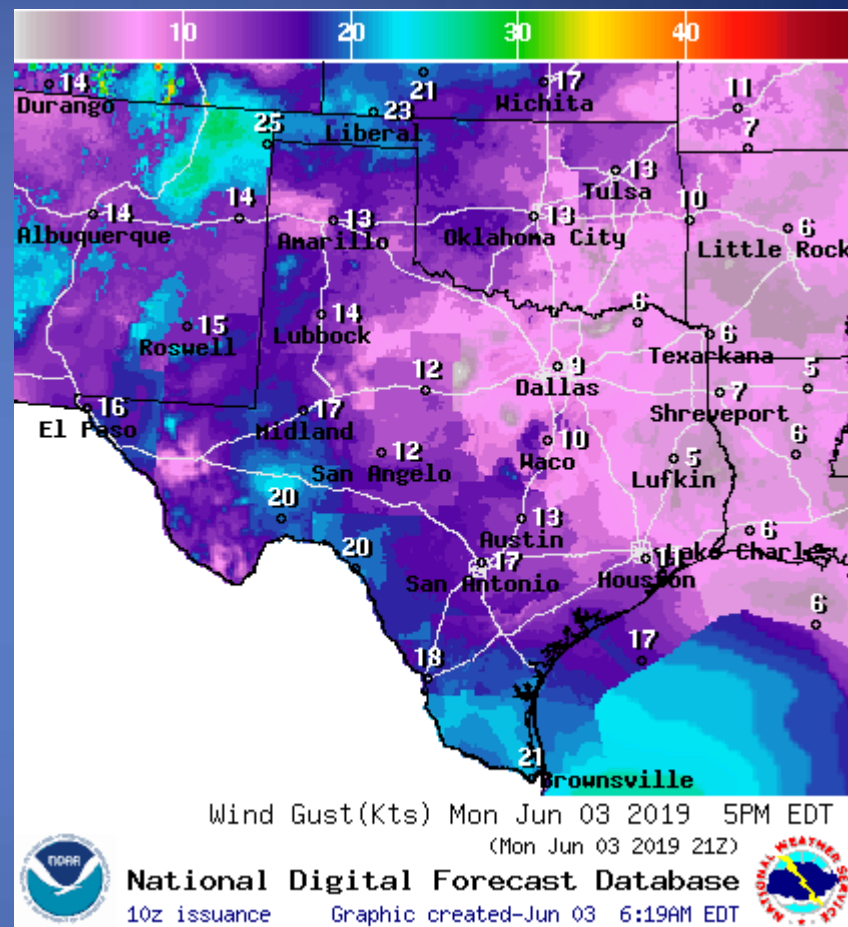 10 20 30 40
14 21 17 11
Durango 23 Wichita
25 Liberal 7
13
Tulsa
14 14 13 13 10 6
Albuquerque Amarillo Oklahoma City Little Rock
15 14 6 6
Roswell Lubbock Texarkana
12 9
Dallas 7
16 17 Shreveport
El Paso Midland 10 6
12 Waco 5
San Angelo Lufkin
20 13 6
Austin Lake Charles
20 17 11
San Antonio Houston
6
17
18
21
Brownsville
Wind Gust(Kts) Mon Jun 03 2019 5PM EDT
(Mon Jun 03 2019 21Z)
National Digital Forecast Database
10z issuance Graphic created-Jun 03 6:19AM EDT
NOAA
NATIONAL WEATHER SERVICE